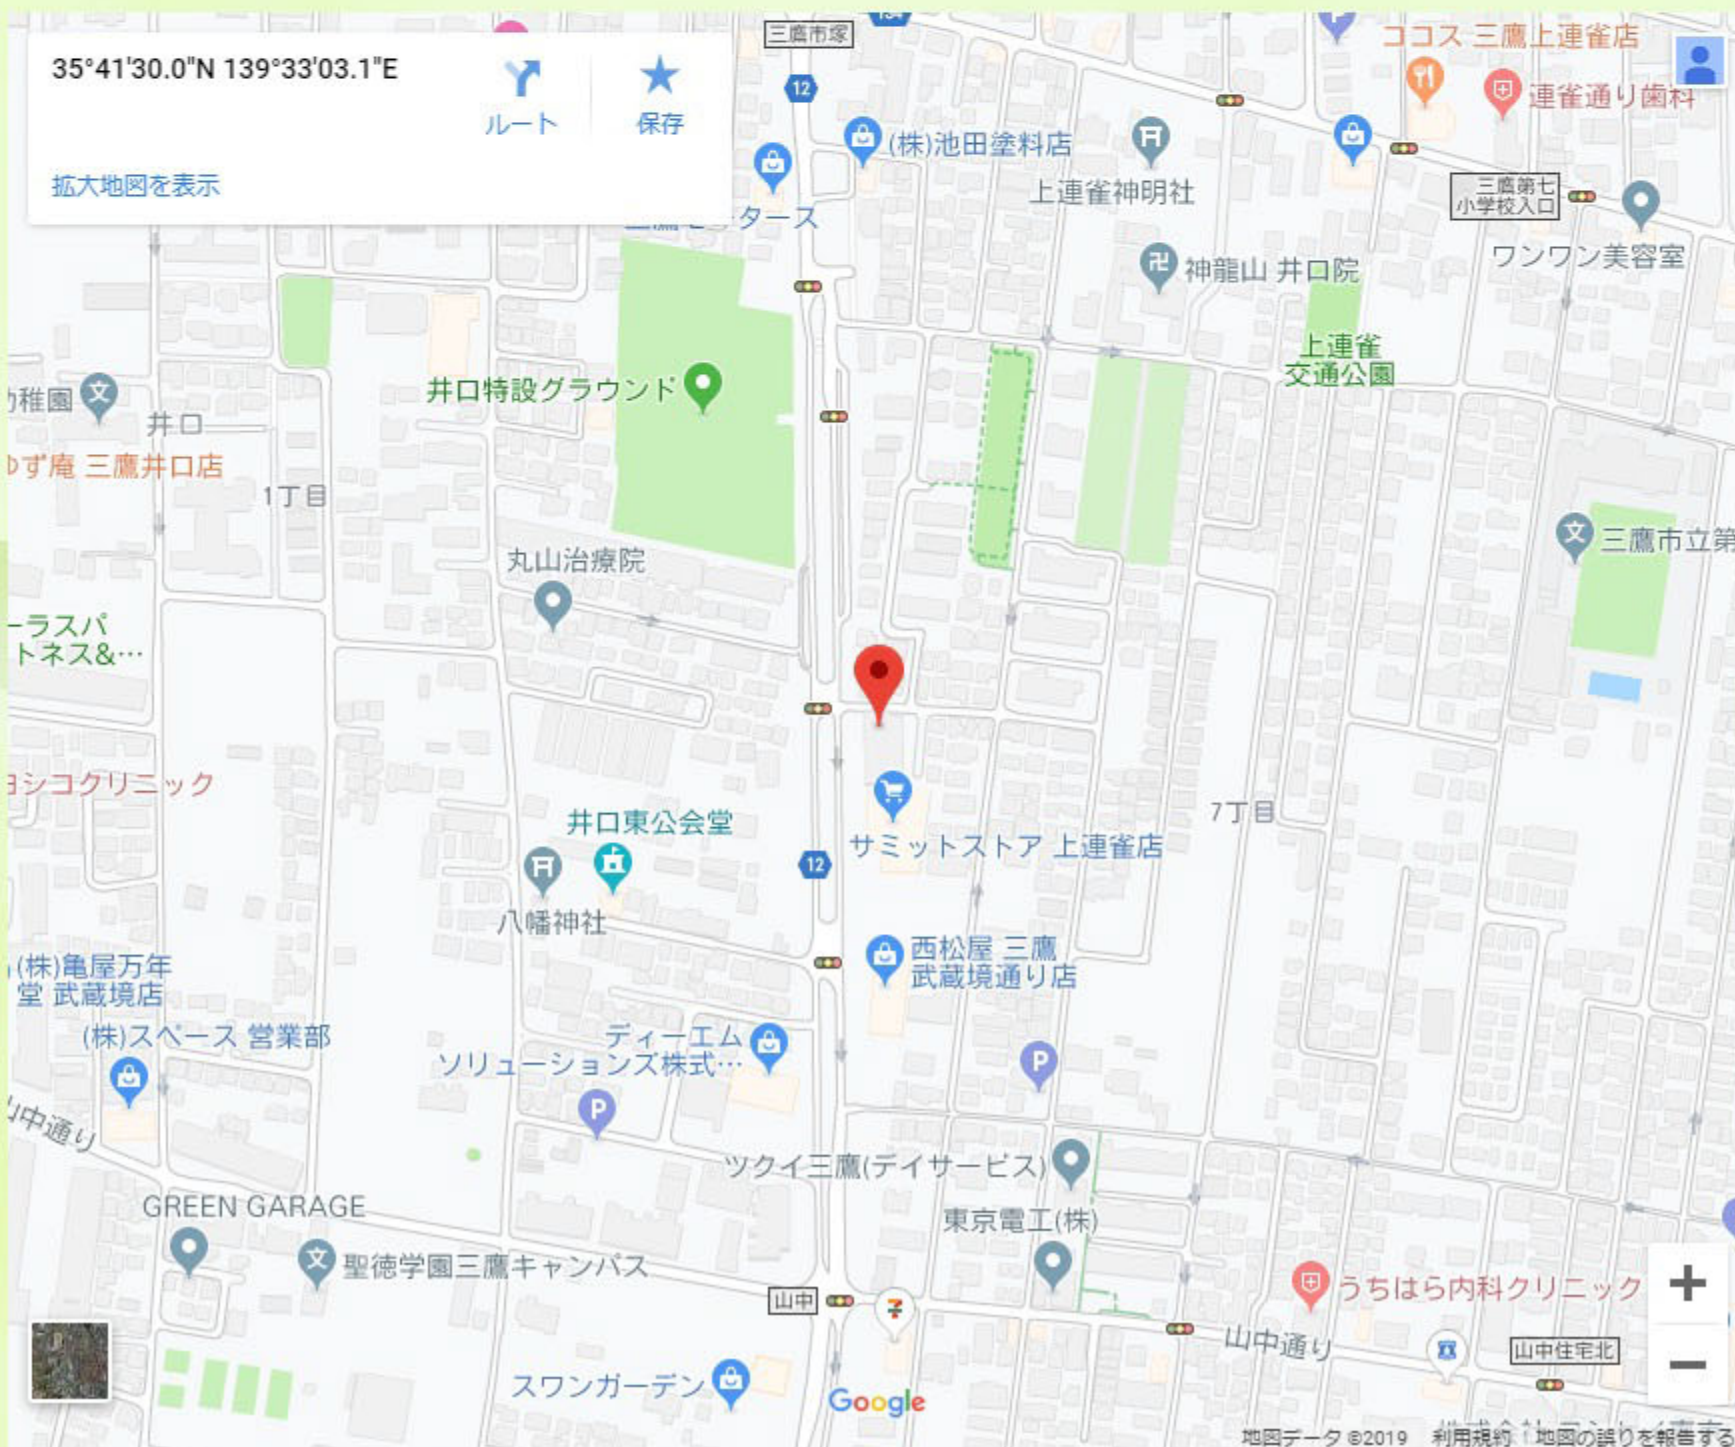 三鷹市塚
134
35°41'30.0"N 139°33'03.1"E
ルート
保存
拡大地図を表示
12
ココス 三鷹上連雀店
連雀通り歯科
(株)池田塗料店
上連雀神明社
三鷹第七
小学校入口
ワンワン美容室
神龍山 井口院
上連雀
交通公園
井口特設グラウンド
井口
三鷹井口店
1丁目
丸山治療院
三鷹市立第
トネス&…
コクリニック
井口東公会堂
八幡神社
サミットストア 上連雀店
7丁目
12
西松屋 三鷹
武蔵境通り店
(株)亀屋万年
堂 武蔵境店
(株)スペース 営業部
ディーエム
ソリューションズ株式…
P
P
山中通り
ツクイ三鷹(デイサービス)
東京電工(株)
GREEN GARAGE
聖徳学園三鷹キャンパス
山中
うちはら内科クリニック
山中通り
山中住宅北
スワンガーデン
Google
地図データ ©2019 利用規約 地図の誤りを報告する